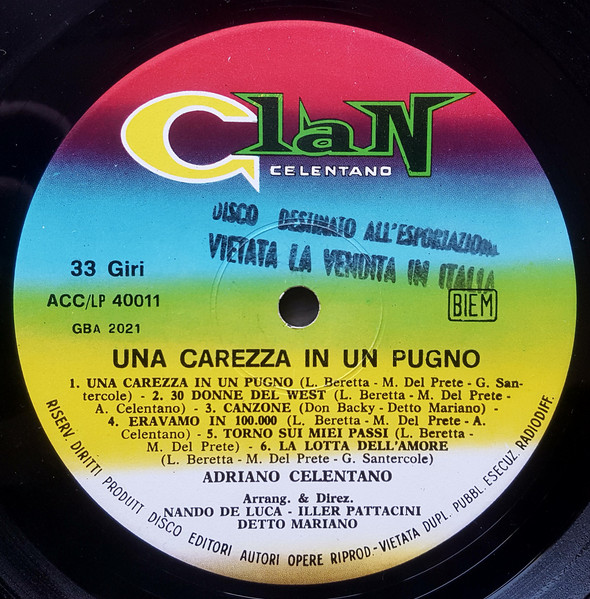 Clan
CELENTANO
DISCO DESTINATO ALL'ESPORTAZIONE
VIETATA LA VENDITA IN ITALIA
33 Giri
ACC/LP 40011
GBA 2021
BIEM
UNA CAREZZA IN UN PUGNO
1. UNA CAREZZA IN UN PUGNO (L. Beretta - M. Del Prete - G. San-
tercole) - 2. 30 DONNE DEL WEST (L. Beretta - M. Del Prete -
A. Celentano) - 3. CANZONE (Don Backy - Detto Mariano) -
4. ERAVAMO IN 100.000 (L. Beretta - M. Del Prete - A.
Celentano) - 5. TORNO SUI MIEI PASSI (L. Beretta -
M. Del Prete) - 6. LA LOTTA DELL'AMORE
(L. Beretta - M. Del Prete - G. Santercole)
ADRIANO CELENTANO
Arrang. & Direz.
NANDO DE LUCA - ILLER PATTACINI
DETTO MARIANO
RISERV. DIRITTI PRODUTT. DISCO EDITORI AUTORI OPERE RIPROD.-VIETATA DUPL. PUBBL. ESECUZ. RADIODIFF.